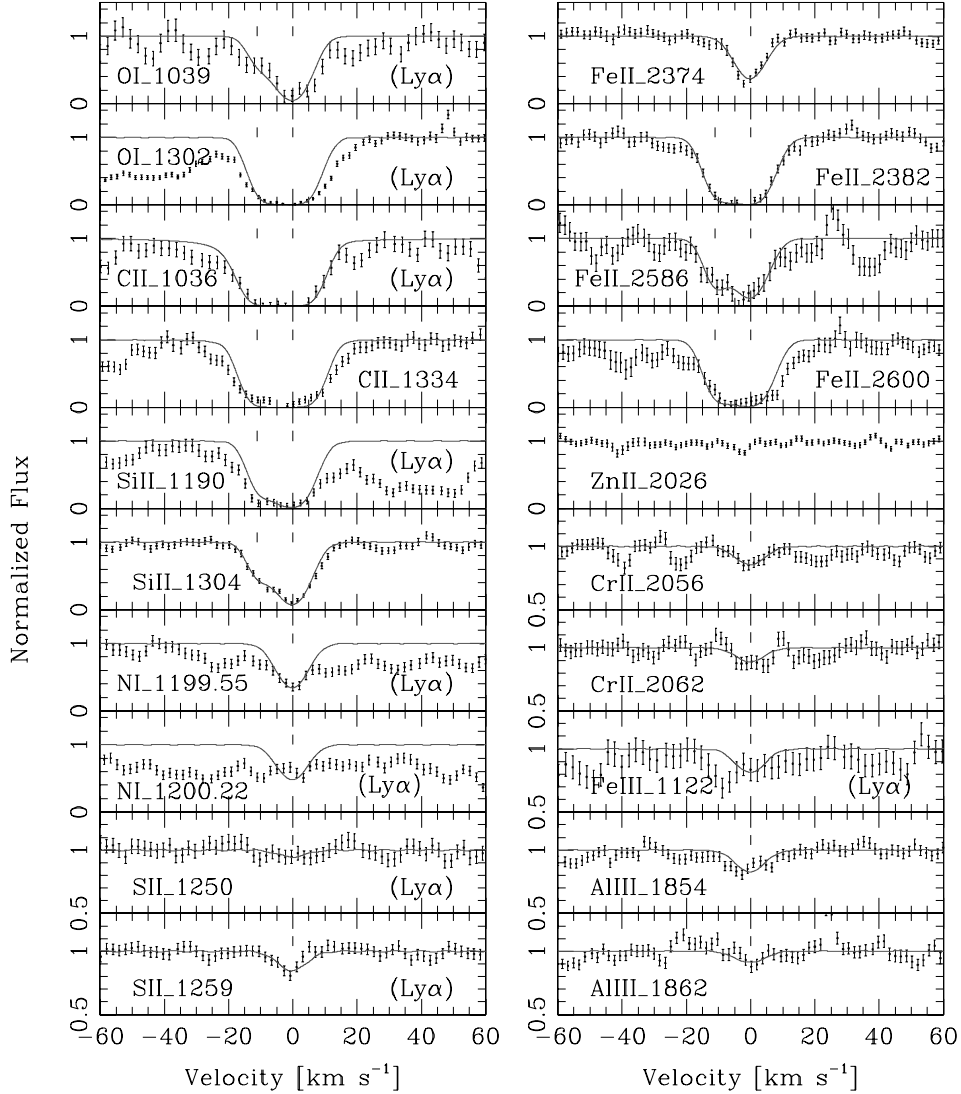 Normalized Flux
1
OI_1039
(Lyα)
0
1
OI_1302
(Lyα)
0
1
CII_1036
(Lyα)
0
1
CII_1334
0
1
SiII_1190
(Lyα)
0
1
SiII_1304
0
1
NI_1199.55
(Lyα)
0
1
NI_1200.22
(Lyα)
0
1
SII_1250
(Lyα)
0.5
1
SII_1259
(Lyα)
0.5
−60 −40 −20 0 20 40 60
Velocity [km s⁻¹]
1
FeII_2374
0
1
FeII_2382
0
1
FeII_2586
0
1
FeII_2600
0
1
ZnII_2026
0
1
CrII_2056
0.5
1
CrII_2062
0.5
1
FeIII_1122
(Lyα)
0.5
1
AlIII_1854
0.5
1
AlIII_1862
0.5
−60 −40 −20 0 20 40 60
Velocity [km s⁻¹]